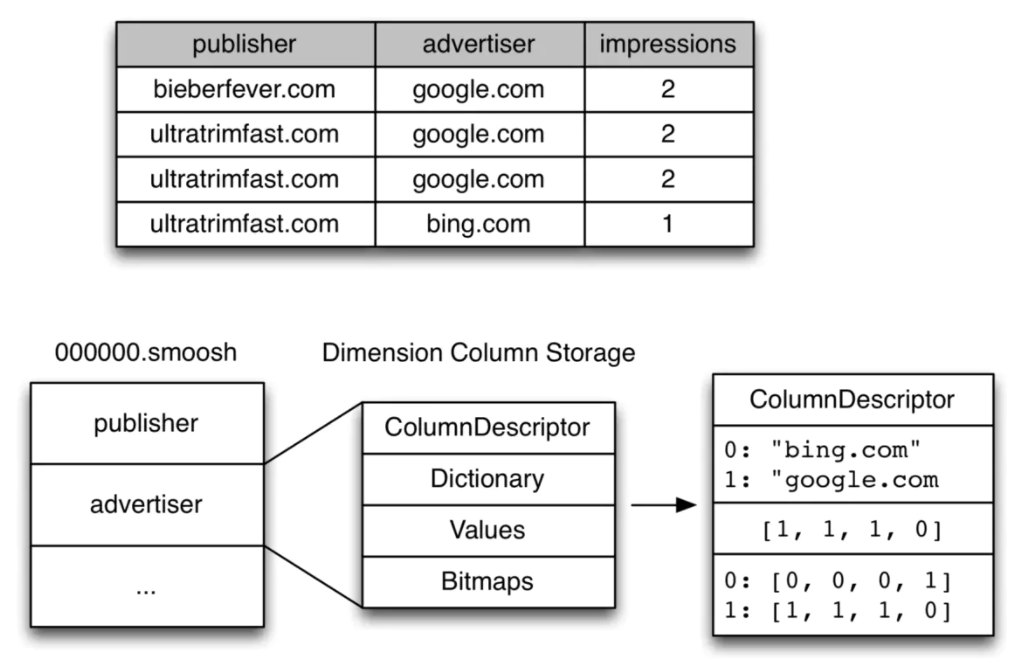 publisher advertiser impressions
bieberfever.com google.com 2
ultratrimfast.com google.com 2
ultratrimfast.com google.com 2
ultratrimfast.com bing.com 1
000000.smoosh
publisher
advertiser
...
Dimension Column Storage
ColumnDescriptor
Dictionary
Values
Bitmaps
ColumnDescriptor
0: "bing.com"
1: "google.com
[1, 1, 1, 0]
0: [0, 0, 0, 1]
1: [1, 1, 1, 0]